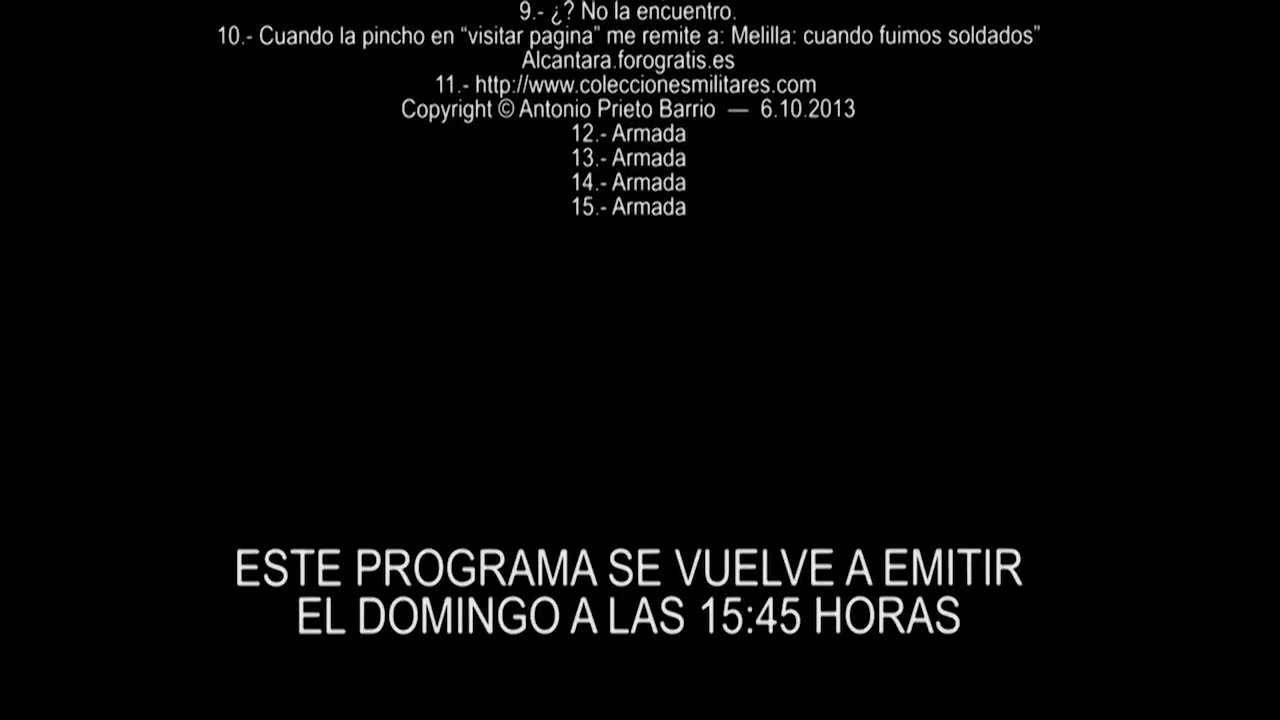 9.- ¿? No la encuentro.
10.- Cuando la pincho en “visitar pagina” me remite a: Melilla: cuando fuimos soldados”
Alcantara.forogratis.es
11.- http://www.coleccionesmilitares.com
Copyright © Antonio Prieto Barrio — 6.10.2013
12.- Armada
13.- Armada
14.- Armada
15.- Armada
ESTE PROGRAMA SE VUELVE A EMITIR
EL DOMINGO A LAS 15:45 HORAS